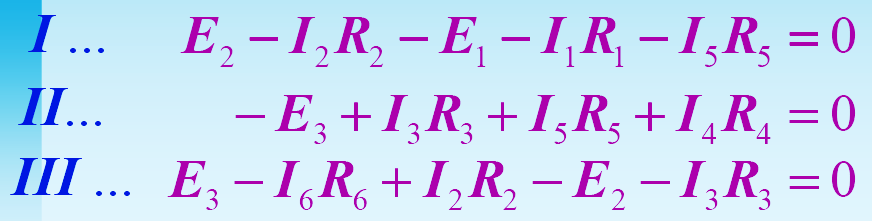 I ... E₂ − I₂R₂ − E₁ − I₁R₁ − I₅R₅ = 0
II... − E₃ + I₃R₃ + I₅R₅ + I₄R₄ = 0
III ... E₃ − I₆R₆ + I₂R₂ − E₂ − I₃R₃ = 0